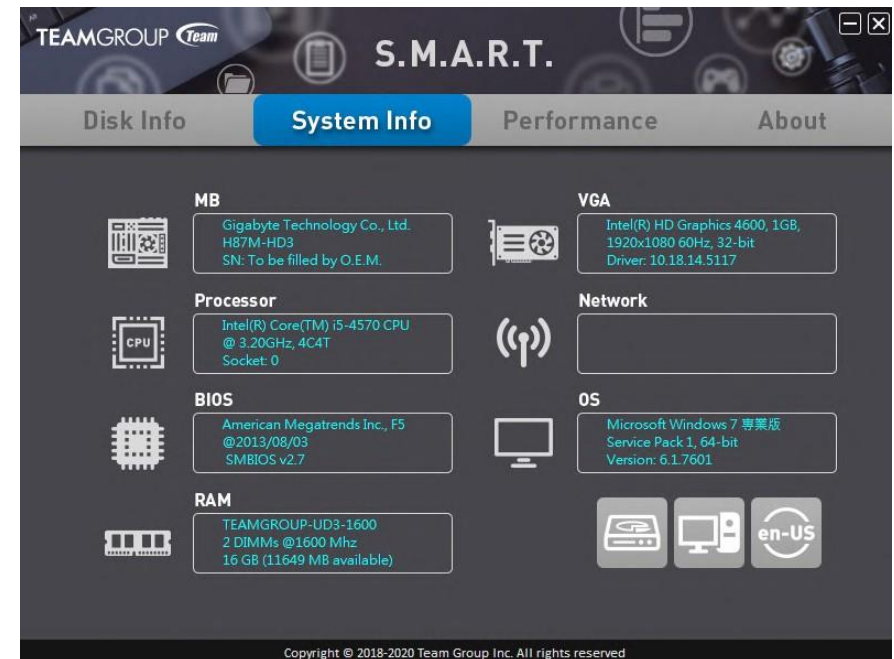 TEAMGROUP Team
S.M.A.R.T.
Disk Info
System Info
Performance
About
MB
Gigabyte Technology Co., Ltd.
H87M-HD3
SN: To be filled by O.E.M.
VGA
Intel(R) HD Graphics 4600, 1GB,
1920x1080 60Hz, 32-bit
Driver: 10.18.14.5117
Processor
Intel(R) Core(TM) i5-4570 CPU
@ 3.20GHz, 4C4T
Socket: 0
CPU
Network
BIOS
American Megatrends Inc., F5
@2013/08/03
SMBIOS v2.7
OS
Microsoft Windows 7 專業版
Service Pack 1, 64-bit
Version: 6.1.7601
RAM
TEAMGROUP-UD3-1600
2 DIMMs @1600 Mhz
16 GB (11649 MB available)
en-US
Copyright © 2018-2020 Team Group Inc. All rights reserved